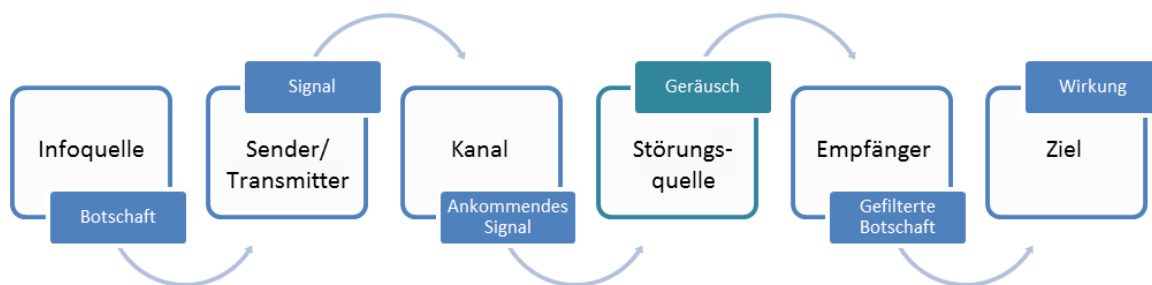 Infoquelle
Botschaft
Signal
Sender/
Transmitter
Kanal
Ankommendes
Signal
Geräusch
Störungs-
quelle
Empfänger
Gefilterte
Botschaft
Wirkung
Ziel